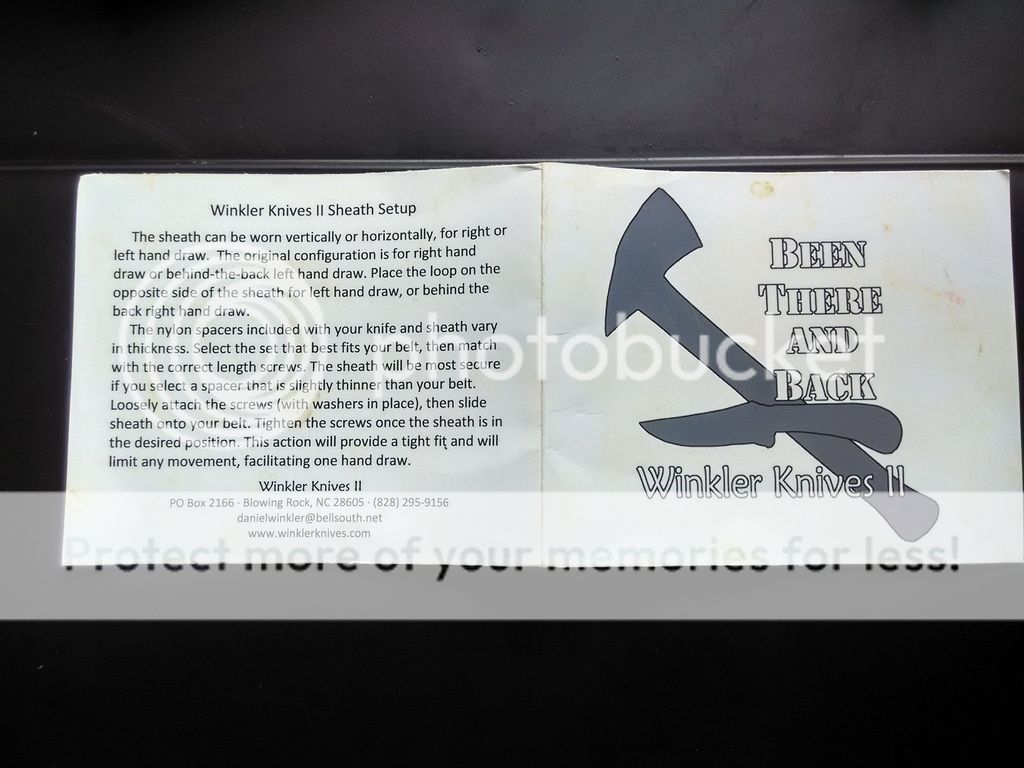 Winkler Knives II Sheath Setup
The sheath can be worn vertically or horizontally, for right or
left hand draw.  The original configuration is for right hand
draw or behind-the-back left hand draw. Place the loop on the
opposite side of the sheath for left hand draw, or behind the
back right hand draw.
The nylon spacers included with your knife and sheath vary
in thickness. Select the set that best fits your belt, then match
with the correct length screws. The sheath will be most secure
if you select a spacer that is slightly thinner than your belt.
Loosely attach the screws (with washers in place), then slide
sheath onto your belt. Tighten the screws once the sheath is in
the desired position. This action will provide a tight fit and will
limit any movement, facilitating one hand draw.
Winkler Knives II
PO Box 2166 · Blowing Rock, NC 28605 · (828) 295-9156
danielwinkler@bellsouth.net
www.winklerknives.com
BEEN
THERE
AND
BACK
Winkler Knives II
photobucket
Protect more of your memories for less!